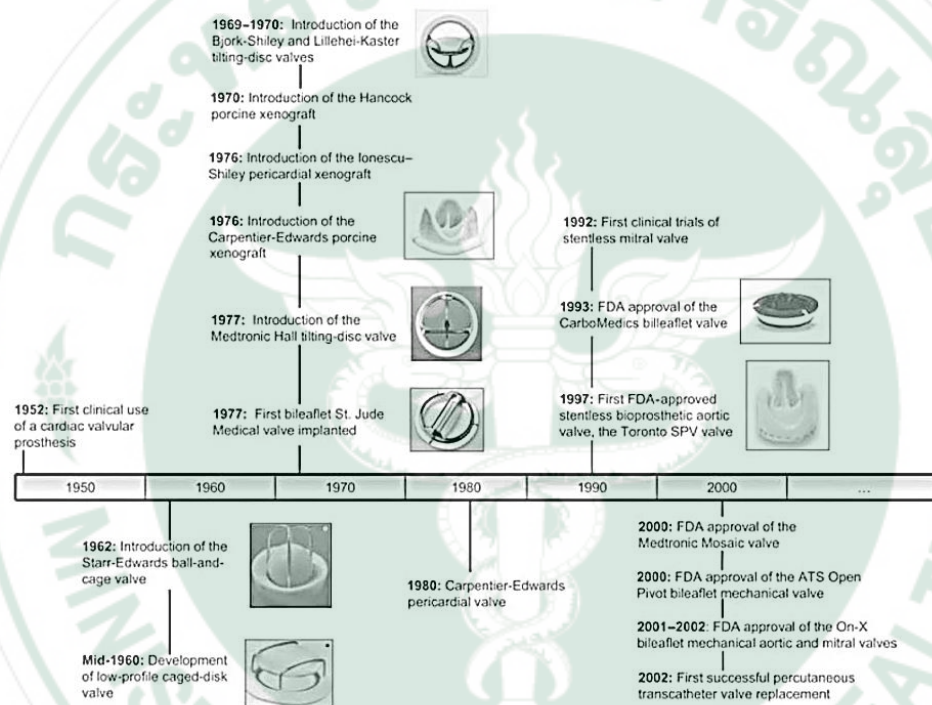 1969–1970: Introduction of the
Bjork-Shiley and Lillehei-Kaster
tilting-disc valves
1970: Introduction of the Hancock
porcine xenograft
1976: Introduction of the Ionescu–
Shiley pericardial xenograft
1976: Introduction of the
Carpentier-Edwards porcine
xenograft
1977: Introduction of the
Medtronic Hall tilting-disc valve
1977: First bileaflet St. Jude
Medical valve implanted
1992: First clinical trials of
stentless mitral valve
1993: FDA approval of the
CarboMedics billeaflet valve
1997: First FDA-approved
stentless bioprosthetic aortic
valve, the Toronto SPV valve
1952: First clinical use
of a cardiac valvular
prosthesis
1950 1960 1970 1980 1990 2000 ...
1962: Introduction of the
Starr-Edwards ball-and-
cage valve
Mid-1960: Development
of low-profile caged-disk
valve
1980: Carpentier-Edwards
pericardial valve
2000: FDA approval of the
Medtronic Mosaic valve
2000: FDA approval of the ATS Open
Pivot bileaflet mechanical valve
2001–2002: FDA approval of the On-X
bileaflet mechanical aortic and mitral valves
2002: First successful percutaneous
transcatheter valve replacement